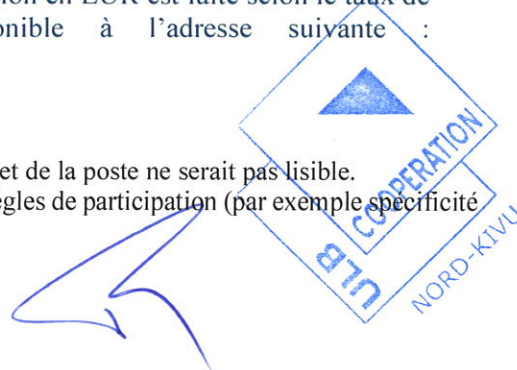 on en EUR est faite selon le taux de
onible à l'adresse suivante :
et de la poste ne serait pas lisible.
ègles de participation (par exemple spécificité
ULB COOPERATION
NORD-KIVU